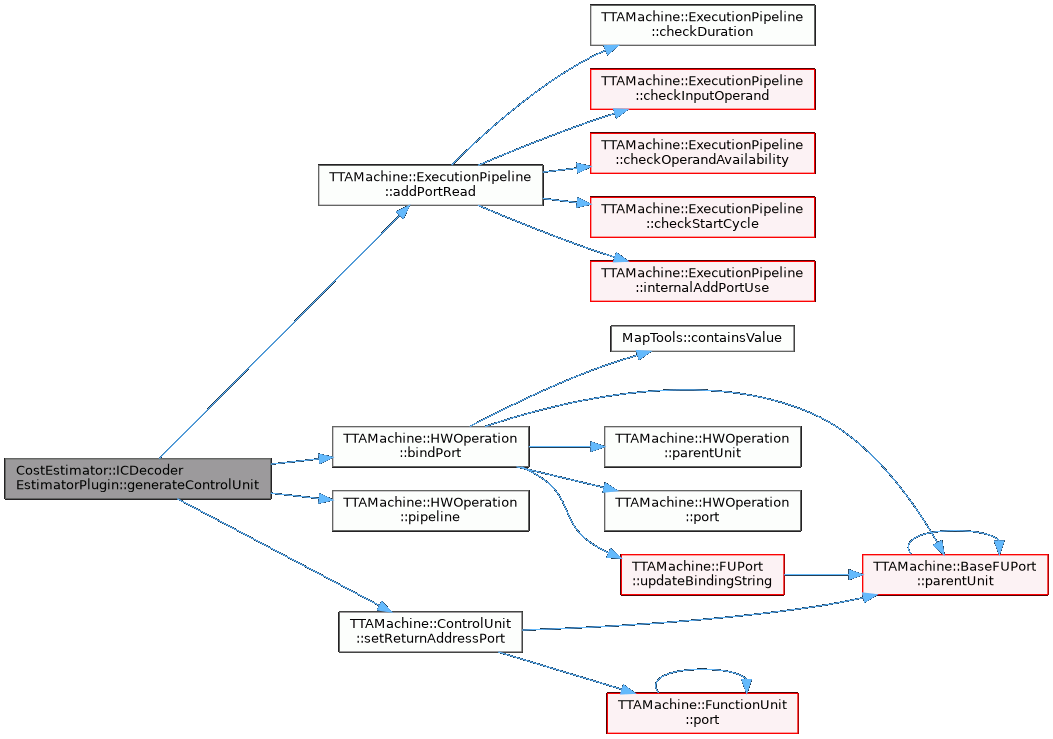 TTAMachine::ExecutionPipeline
::checkDuration
TTAMachine::ExecutionPipeline
::checkInputOperand
TTAMachine::ExecutionPipeline
::checkOperandAvailability
TTAMachine::ExecutionPipeline
::addPortRead
TTAMachine::ExecutionPipeline
::checkStartCycle
TTAMachine::ExecutionPipeline
::internalAddPortUse
MapTools::containsValue
TTAMachine::HWOperation
::bindPort
TTAMachine::HWOperation
::parentUnit
CostEstimator::ICDecoder
EstimatorPlugin::generateControlUnit
TTAMachine::HWOperation
::pipeline
TTAMachine::HWOperation
::port
TTAMachine::FUPort
::updateBindingString
TTAMachine::BaseFUPort
::parentUnit
TTAMachine::ControlUnit
::setReturnAddressPort
TTAMachine::FunctionUnit
::port